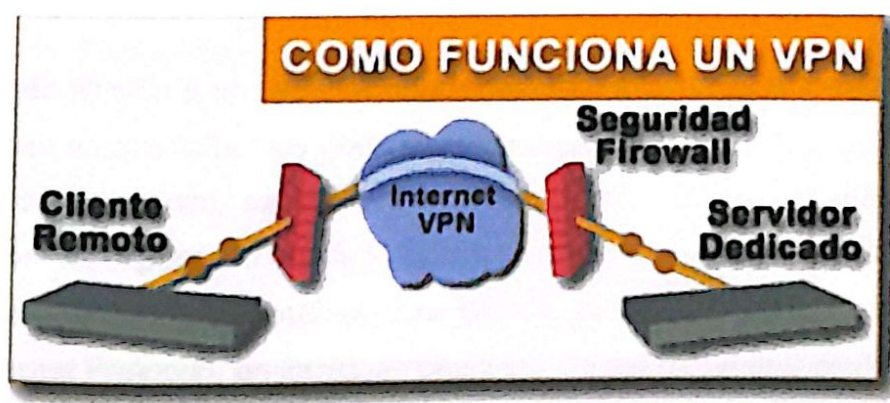 COMO FUNCIONA UN VPN
Seguridad
Firewall
Internet
VPN
Cliente
Remoto
Servidor
Dedicado